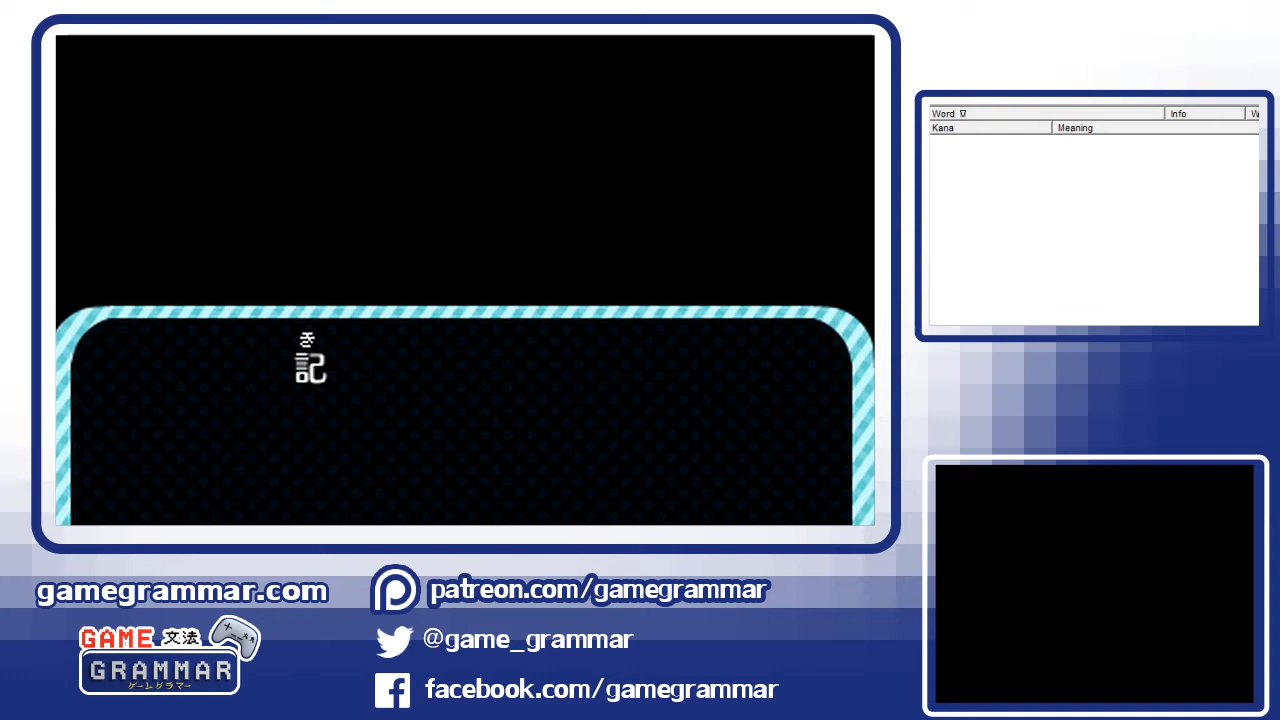 き
記
Word
Info
W
Kana
Meaning
gamegrammar.com
patreon.com/gamegrammar
GAME 文法
GRAMMAR
ゲームグラマー
@game_grammar
facebook.com/gamegrammar